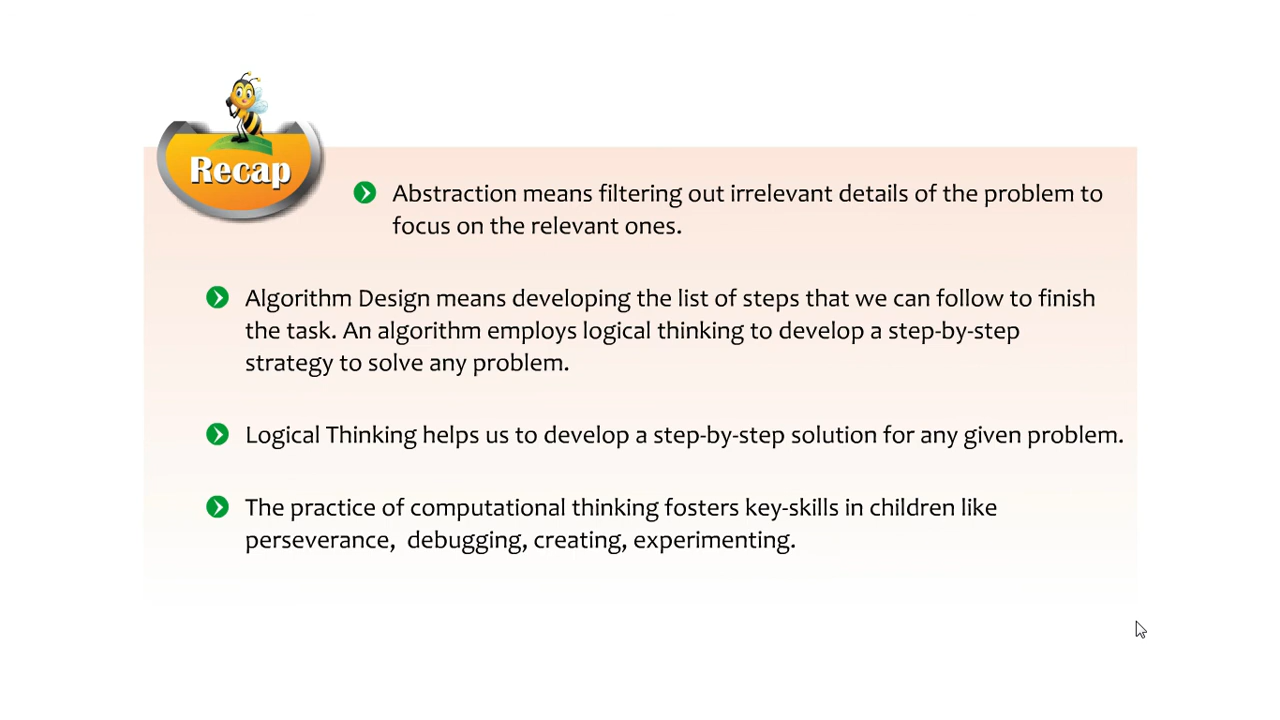 Recap
Abstraction means filtering out irrelevant details of the problem to
focus on the relevant ones.
Algorithm Design means developing the list of steps that we can follow to finish
the task. An algorithm employs logical thinking to develop a step-by-step
strategy to solve any problem.
Logical Thinking helps us to develop a step-by-step solution for any given problem.
The practice of computational thinking fosters key-skills in children like
perseverance,  debugging, creating, experimenting.